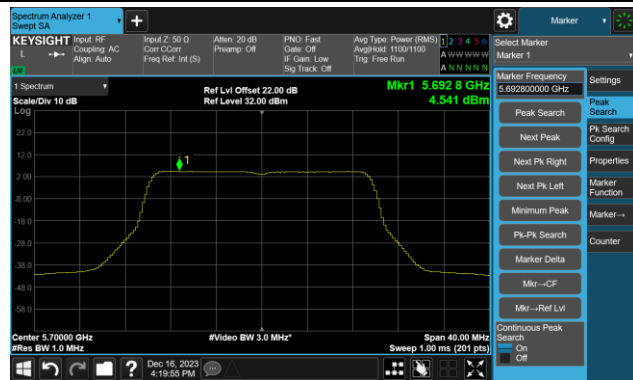 Spectrum Analyzer 1
Swept SA
Marker
KEYSIGHT
L
Input: RF
Coupling: AC
Align: Auto
Input Z: 50 Ω
Corr CCorr
Freq Ref: Int (S)
Atten: 20 dB
Preamp: Off
PNO: Fast
Gate: Off
IF Gain: Low
Sig Track: Off
Avg Type: Power (RMS)
Avg|Hold: 1100/1100
Trig: Free Run
1 2 3 4 5 6
A W W W W W
A N N N N N
1 Spectrum
Scale/Div 10 dB
Log
Ref Lvl Offset 22.00 dB
Ref Level 32.00 dBm
Mkr1 5.692 8 GHz
4.541 dBm
22.0
12.0
2.00
-8.00
-18.0
-28.0
-38.0
-48.0
-58.0
1
Center 5.70000 GHz
#Res BW 1.0 MHz
#Video BW 3.0 MHz*
Span 40.00 MHz
Sweep 1.00 ms (201 pts)
Dec 16, 2023
4:19:55 PM
Select Marker
Marker 1
Marker Frequency
5.692800000 GHz
Peak Search
Next Peak
Next Pk Right
Next Pk Left
Minimum Peak
Pk-Pk Search
Marker Delta
Mkr→CF
Mkr→Ref Lvl
Continuous Peak
Search
On
Off
Settings
Peak
Search
Pk Search
Config
Properties
Marker
Function
Marker→
Counter